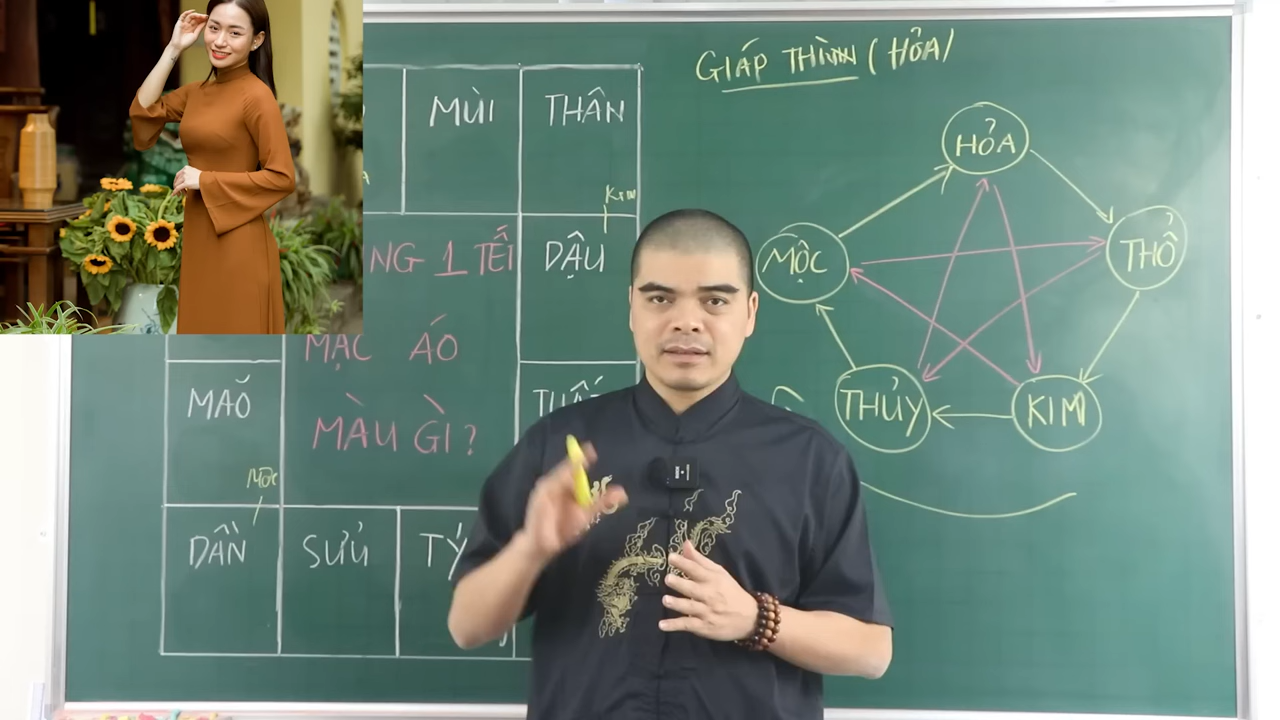 GIÁP THÌNH (HỎA)
MÙI
THÂN
HỎA
Kim
MỘC
THỔ
NG 1 TẾT
DẬU
MẶC ÁO
MÀU GÌ?
MÃO
THỦY
KIM
Mộc
DẦN
SỬU
TÝ